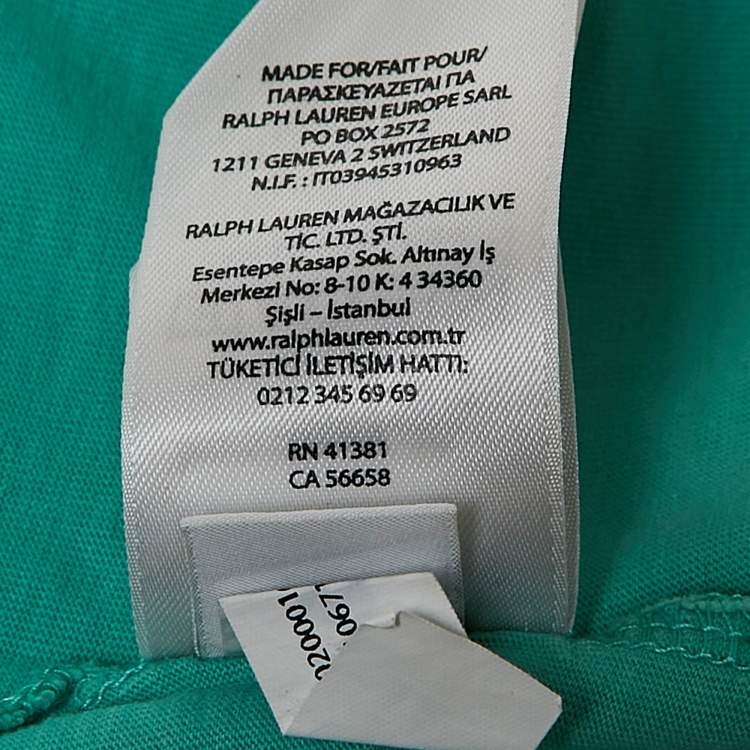 MADE FOR/FAIT POUR/
ΠΑΡΑΣΚΕΥΑΖΕΤΑΙ ΓΙΑ
RALPH LAUREN EUROPE SARL
PO BOX 2572
1211 GENEVA 2 SWITZERLAND
N.I.F. : IT03945310963
RALPH LAUREN MAĞAZACILIK VE
TİC. LTD. ŞTİ.
Esentepe Kasap Sok. Altınay İş
Merkezi No: 8-10 K: 4 34360
Şişli – İstanbul
www.ralphlauren.com.tr
TÜKETİCİ İLETİŞİM HATTI:
0212 345 69 69
RN 41381
CA 56658